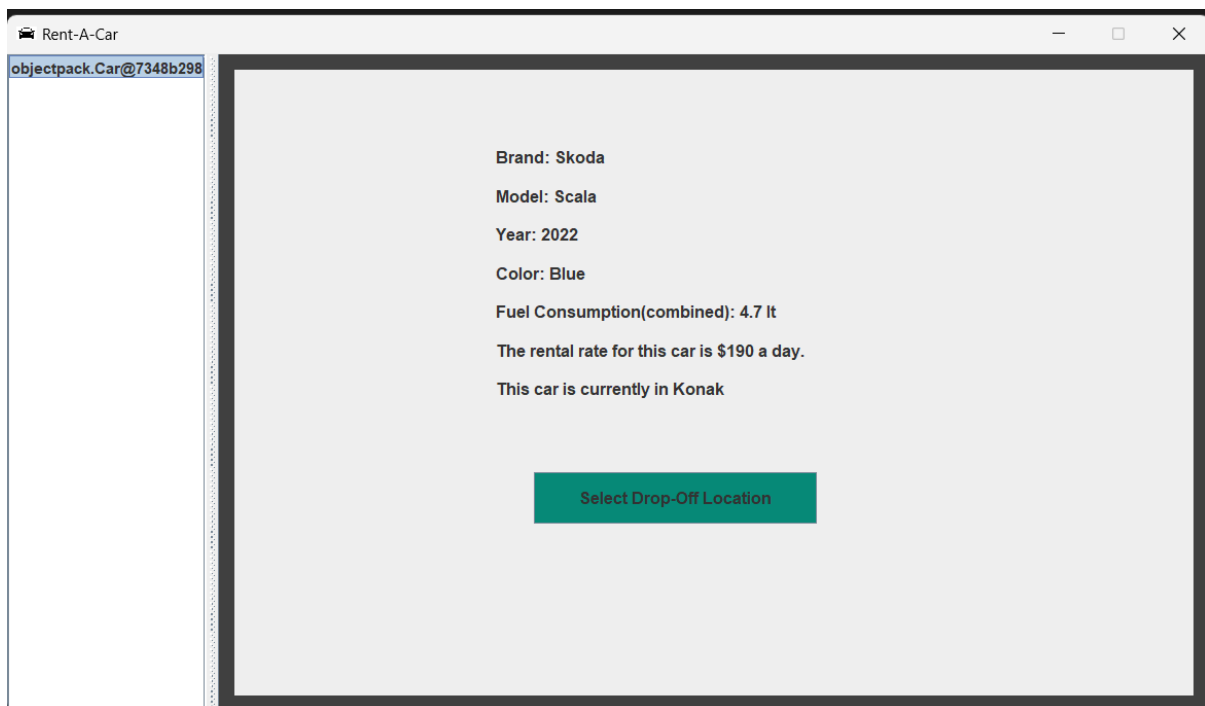 Rent-A-Car
objectpack.Car@7348b298
Brand: Skoda
Model: Scala
Year: 2022
Color: Blue
Fuel Consumption(combined): 4.7 lt
The rental rate for this car is $190 a day.
This car is currently in Konak
Select Drop-Off Location